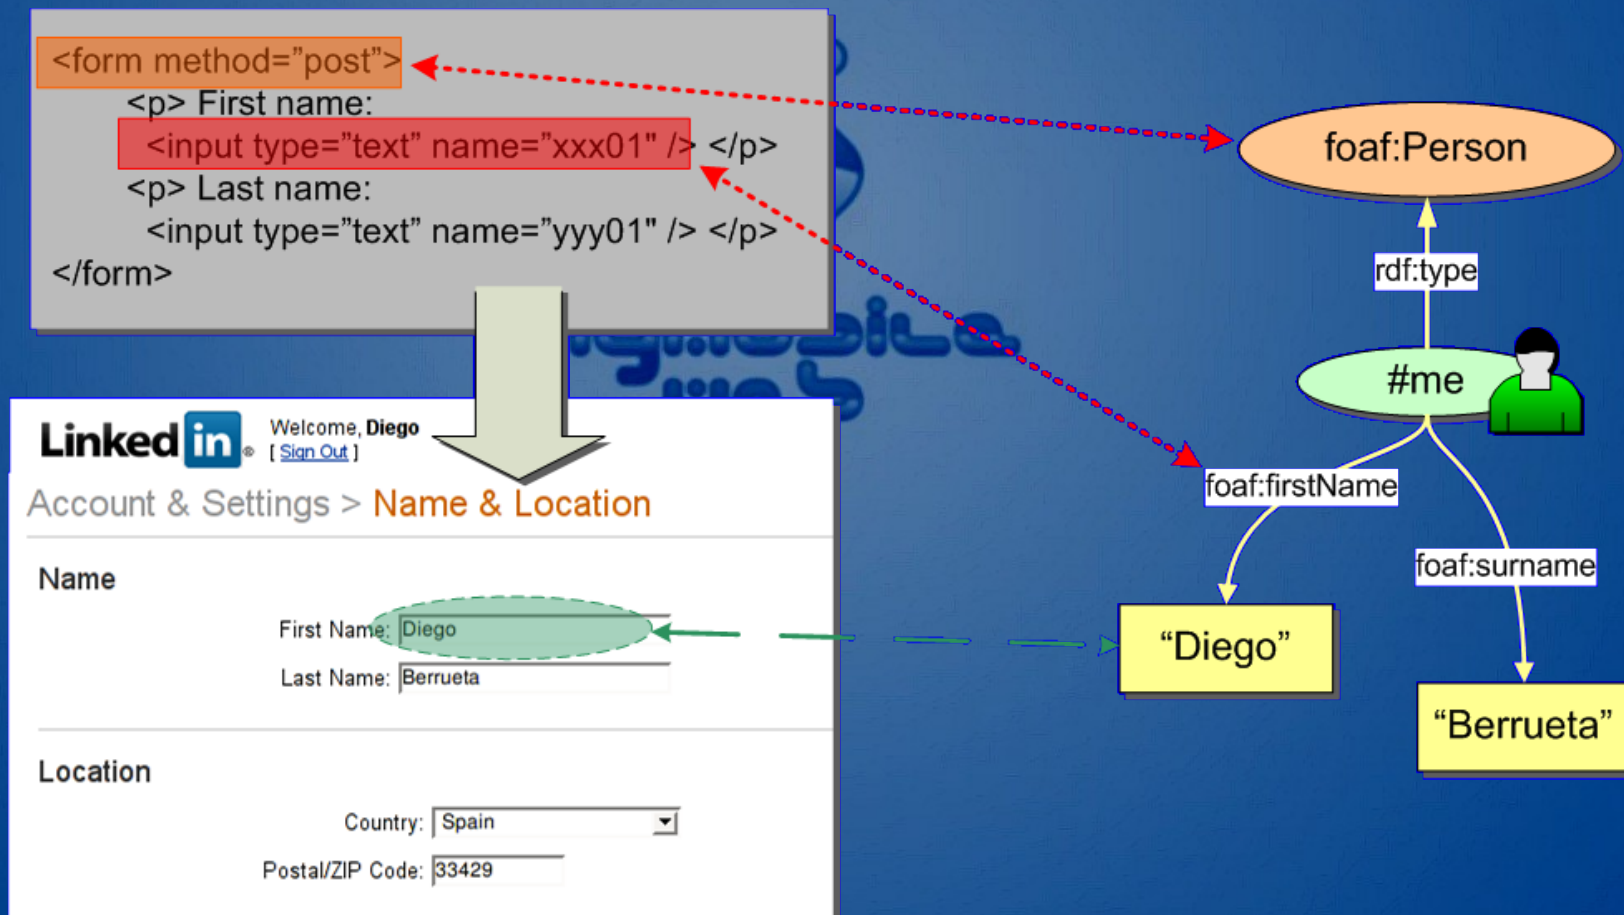 <form method=”post”>
<p> First name:
<input type=”text” name=”xxx01" /> </p>
<p> Last name:
<input type=”text” name=”yyy01" /> </p>
</form>
Linked in®
Welcome, Diego
[ Sign Out ]
Account & Settings > Name & Location
Name
First Name: Diego
Last Name: Berrueta
Location
Country: Spain
Postal/ZIP Code: 33429
foaf:Person
rdf:type
#me
foaf:firstName
foaf:surname
“Diego”
“Berrueta”